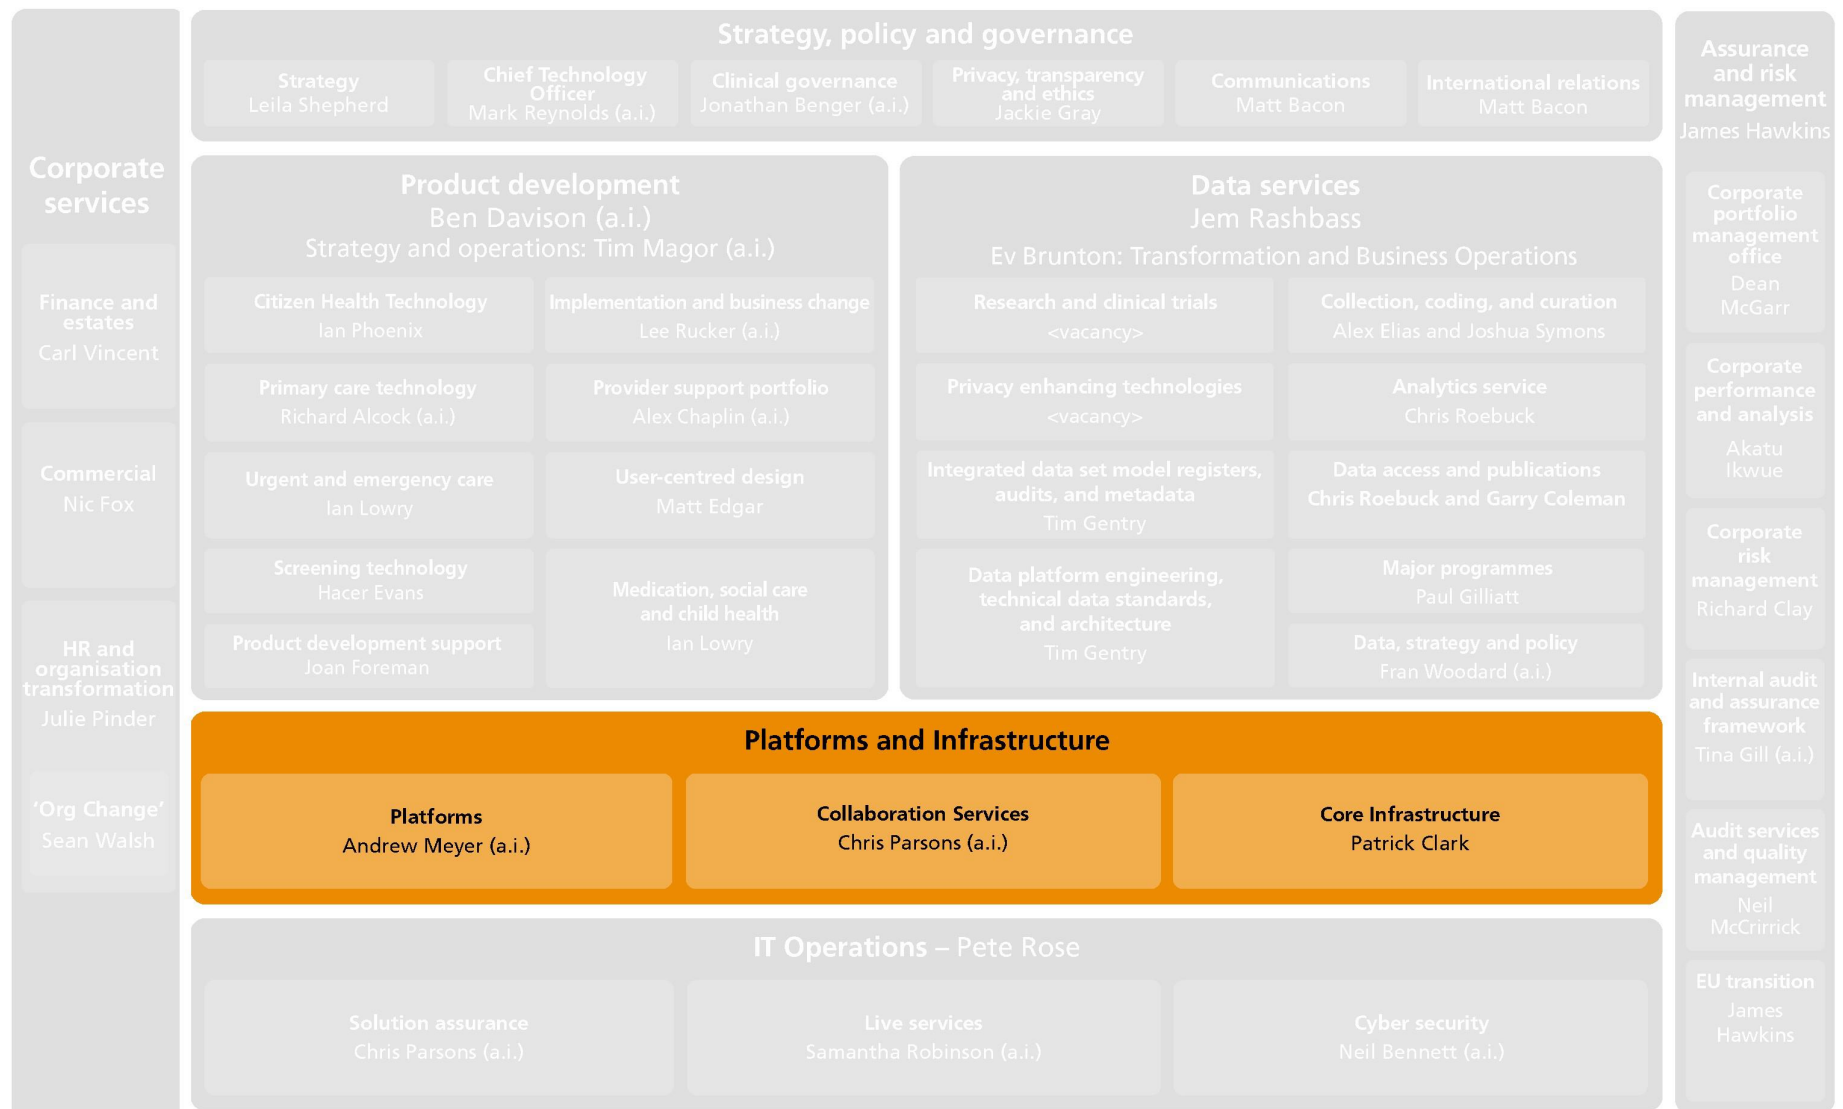 Strategy, policy and governance
Strategy
Leila Shepherd
Chief Technology
Officer
Mark Reynolds (a.i.)
Clinical governance
Jonathan Benger (a.i.)
Privacy, transparency
and ethics
Jackie Gray
Communications
Matt Bacon
International relations
Matt Bacon
Corporate
services
Finance and
estates
Carl Vincent
Commercial
Nic Fox
HR and
organisation
transformation
Julie Pinder
‘Org Change’
Sean Walsh
Product development
Ben Davison (a.i.)
Strategy and operations: Tim Magor (a.i.)
Citizen Health Technology
Ian Phoenix
Implementation and business change
Lee Rucker (a.i.)
Primary care technology
Richard Alcock (a.i.)
Provider support portfolio
Alex Chaplin (a.i.)
Urgent and emergency care
Ian Lowry
User-centred design
Matt Edgar
Screening technology
Hacer Evans
Medication, social care
and child health
Ian Lowry
Product development support
Joan Foreman
Data services
Jem Rashbass
Ev Brunton: Transformation and Business Operations
Research and clinical trials
<vacancy>
Collection, coding, and curation
Alex Elias and Joshua Symons
Privacy enhancing technologies
<vacancy>
Analytics service
Chris Roebuck
Integrated data set model registers,
audits, and metadata
Tim Gentry
Data access and publications
Chris Roebuck and Garry Coleman
Data platform engineering,
technical data standards,
and architecture
Tim Gentry
Major programmes
Paul Gilliatt
Data, strategy and policy
Fran Woodard (a.i.)
Platforms and Infrastructure
Platforms
Andrew Meyer (a.i.)
Collaboration Services
Chris Parsons (a.i.)
Core Infrastructure
Patrick Clark
IT Operations – Pete Rose
Solution assurance
Chris Parsons (a.i.)
Live services
Samantha Robinson (a.i.)
Cyber security
Neil Bennett (a.i.)
Assurance
and risk
management
James Hawkins
Corporate
portfolio
management
office
Dean
McGarr
Corporate
performance
and analysis
Akatu
Ikwue
Corporate
risk
management
Richard Clay
Internal audit
and assurance
framework
Tina Gill (a.i.)
Audit services
and quality
management
Neil
McCrirrick
EU transition
James
Hawkins